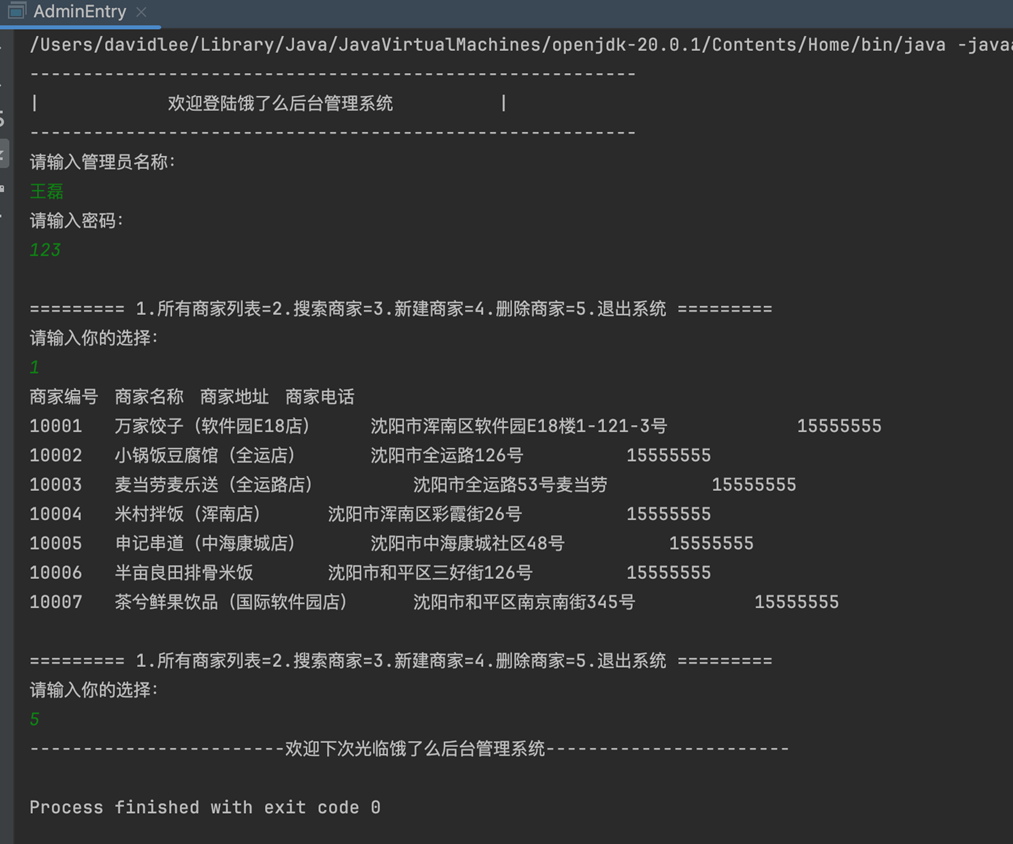 AdminEntry
/Users/davidlee/Library/Java/JavaVirtualMachines/openjdk-20.0.1/Contents/Home/bin/java -java
---------------------------------------------------------
|            欢迎登陆饿了么后台管理系统          |
---------------------------------------------------------
请输入管理员名称：
王磊
请输入密码：
123
========= 1.所有商家列表=2.搜索商家=3.新建商家=4.删除商家=5.退出系统 =========
请输入你的选择：
1
商家编号 商家名称 商家地址 商家电话
10001 万家饺子（软件园E18店） 沈阳市浑南区软件园E18楼1-121-3号 15555555
10002 小锅饭豆腐馆（全运店） 沈阳市全运路126号 15555555
10003 麦当劳麦乐送（全运路店） 沈阳市全运路53号麦当劳 15555555
10004 米村拌饭（浑南店） 沈阳市浑南区彩霞街26号 15555555
10005 申记串道（中海康城店） 沈阳市中海康城社区48号 15555555
10006 半亩良田排骨米饭 沈阳市和平区三好街126号 15555555
10007 茶兮鲜果饮品（国际软件园店） 沈阳市和平区南京南街345号 15555555
========= 1.所有商家列表=2.搜索商家=3.新建商家=4.删除商家=5.退出系统 =========
请输入你的选择：
5
------------------------欢迎下次光临饿了么后台管理系统-----------------------
Process finished with exit code 0